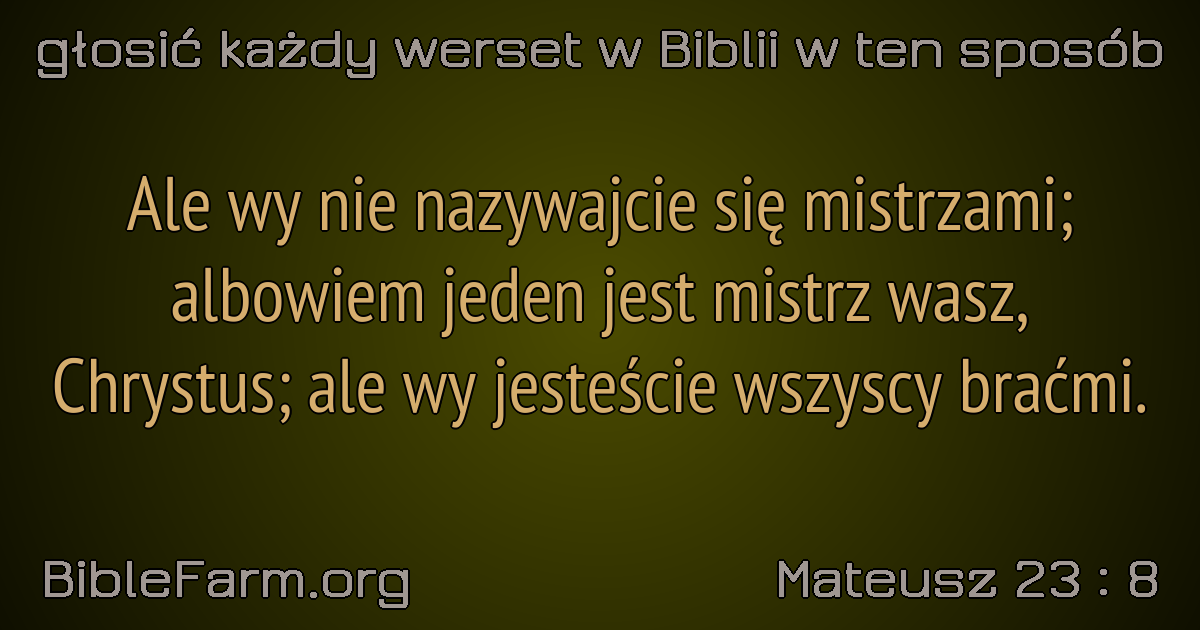 głosić każdy werset w Biblii w ten sposób
Ale wy nie nazywajcie się mistrzami;
albowiem jeden jest mistrz wasz,
Chrystus; ale wy jesteście wszyscy braćmi.
BibleFarm.org
Mateusz 23 : 8